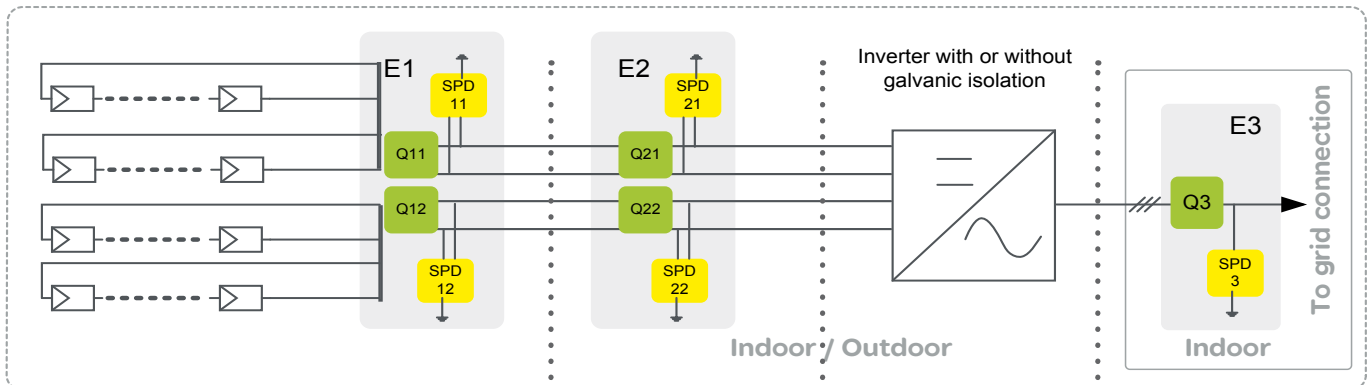 E1
SPD
11
Q11
Q12
SPD
12
E2
SPD
21
Q21
Q22
SPD
22
Inverter with or without
galvanic isolation
Indoor / Outdoor
E3
Q3
SPD
3
Indoor
To grid connection